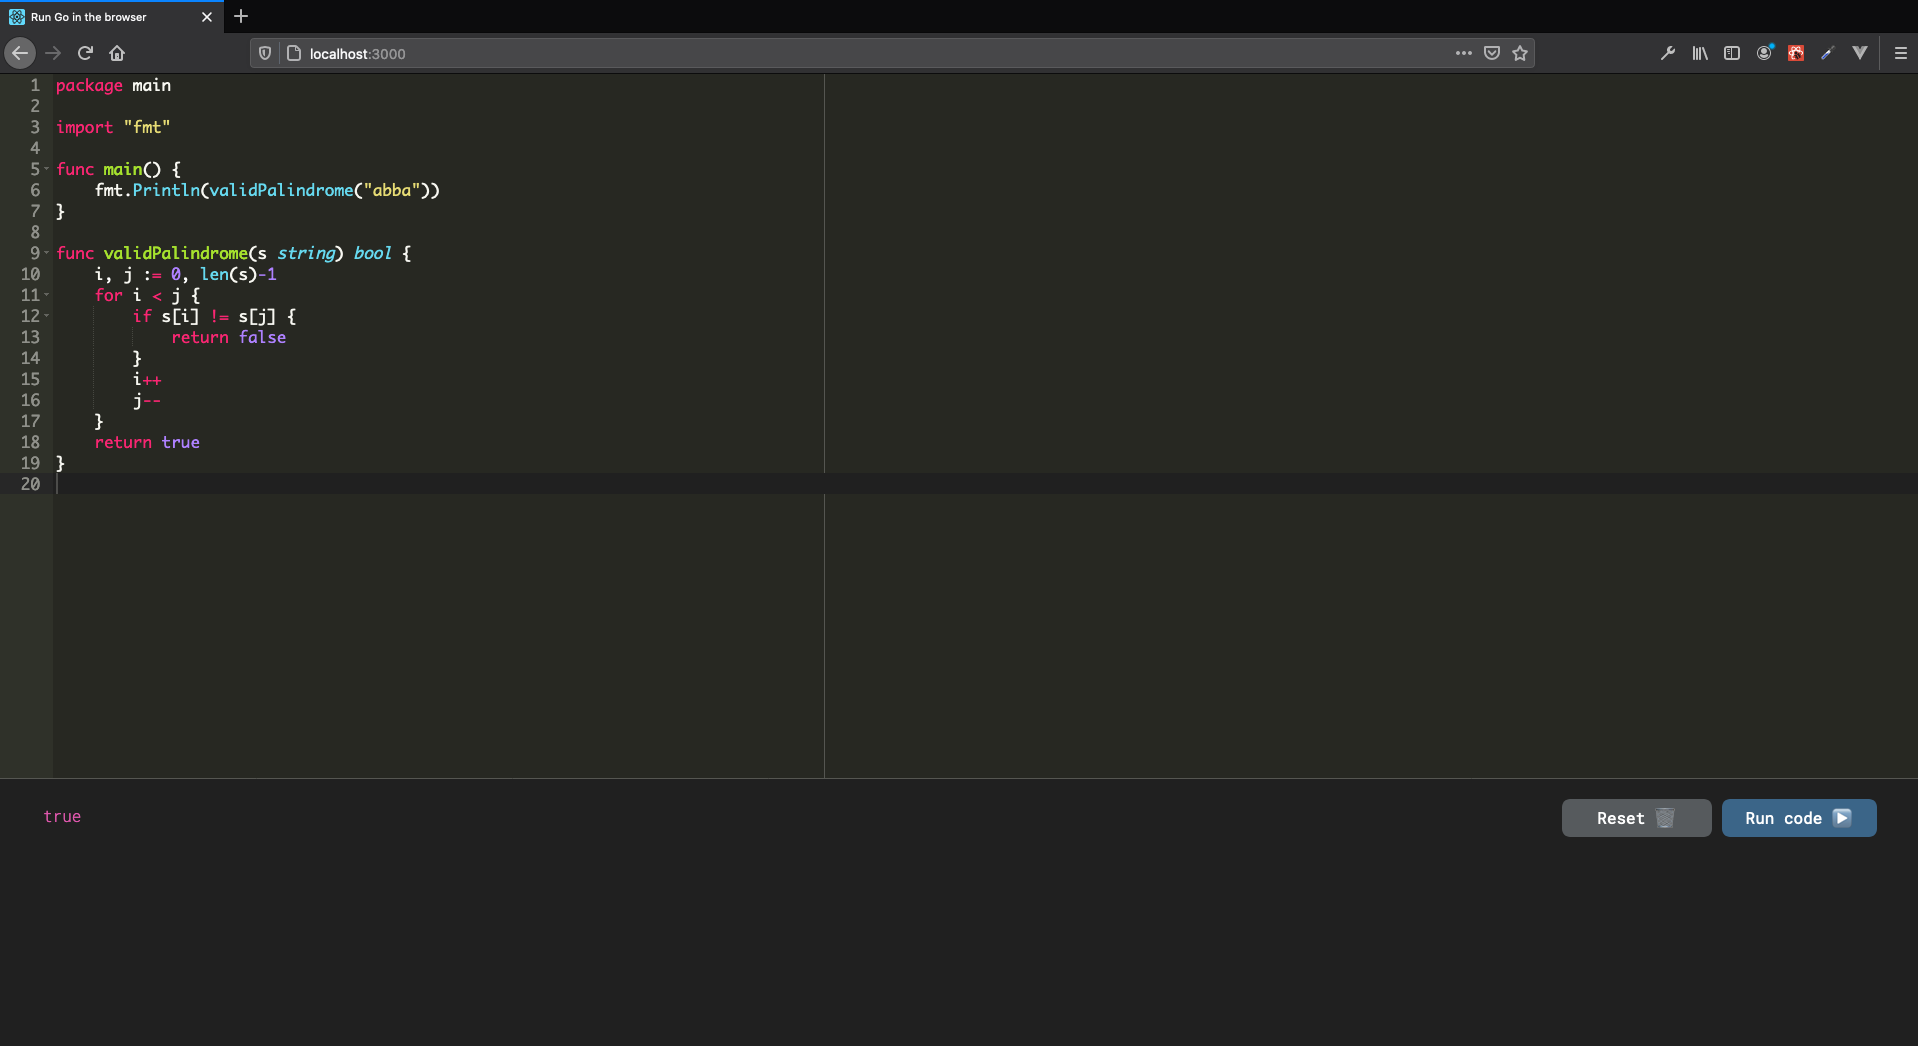 Run Go in the browser
localhost:3000
1 package main
2
3 import "fmt"
4
5 func main() {
6     fmt.Println(validPalindrome("abba"))
7 }
8
9 func validPalindrome(s string) bool {
10     i, j := 0, len(s)-1
11     for i < j {
12         if s[i] != s[j] {
13             return false
14         }
15         i++
16         j--
17     }
18     return true
19 }
20
true
Reset
Run code